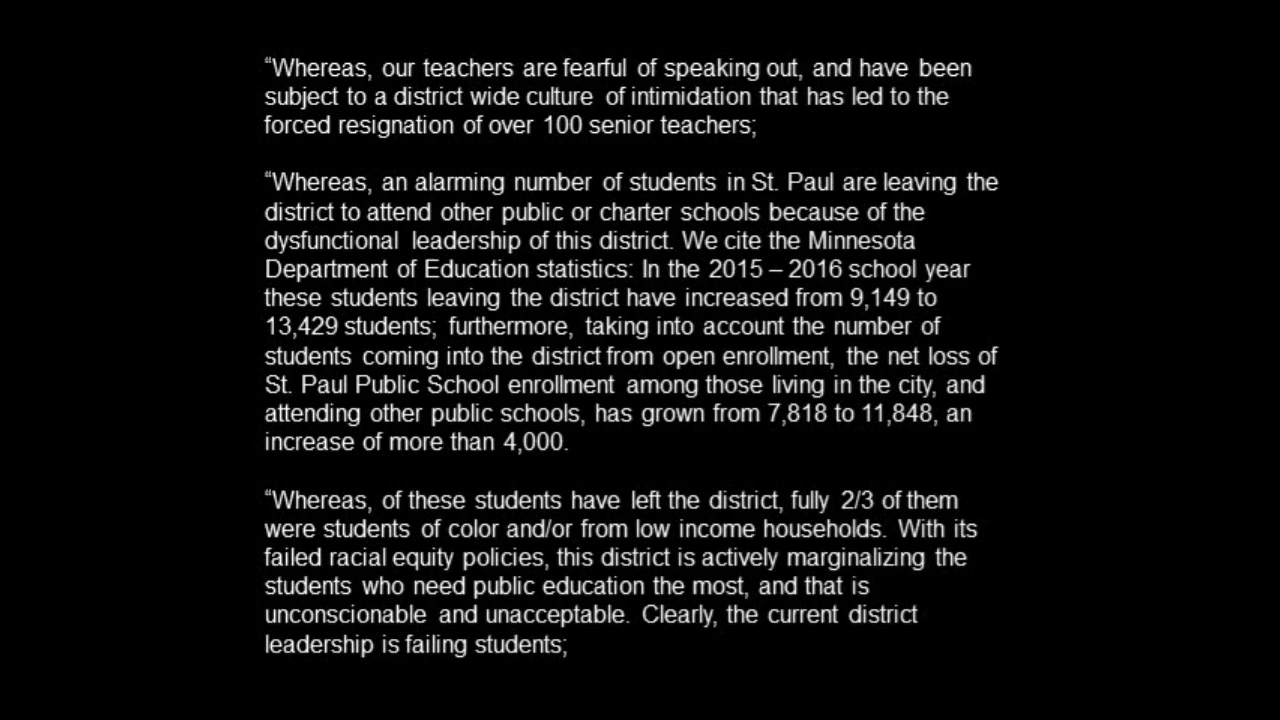 “Whereas, our teachers are fearful of speaking out, and have been
subject to a district wide culture of intimidation that has led to the
forced resignation of over 100 senior teachers;
“Whereas, an alarming number of students in St. Paul are leaving the
district to attend other public or charter schools because of the
dysfunctional leadership of this district. We cite the Minnesota
Department of Education statistics: In the 2015 – 2016 school year
these students leaving the district have increased from 9,149 to
13,429 students; furthermore, taking into account the number of
students coming into the district from open enrollment, the net loss of
St. Paul Public School enrollment among those living in the city, and
attending other public schools, has grown from 7,818 to 11,848, an
increase of more than 4,000.
“Whereas, of these students have left the district, fully 2/3 of them
were students of color and/or from low income households. With its
failed racial equity policies, this district is actively marginalizing the
students who need public education the most, and that is
unconscionable and unacceptable. Clearly, the current district
leadership is failing students;